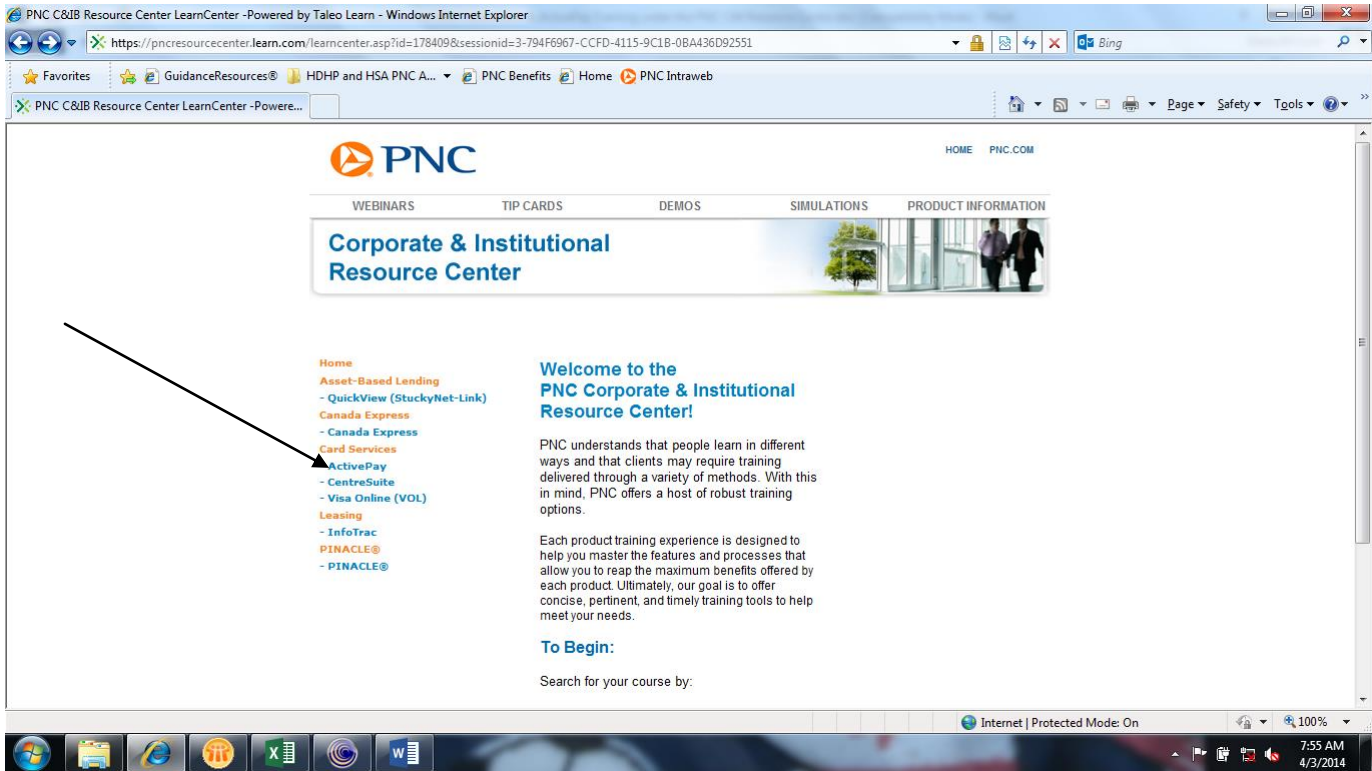 PNC C&IB Resource Center LearnCenter -Powered by Taleo Learn - Windows Internet Explorer
https://pncresourcecenter.learn.com/learncenter.asp?id=178409&sessionid=3-794F6967-CCFD-4115-9C1B-0BA436D92551
Bing
Favorites GuidanceResources® HDHP and HSA PNC A... PNC Benefits Home PNC Intraweb
PNC C&IB Resource Center LearnCenter -Powere...
Page Safety Tools
PNC
HOME PNC.COM
WEBINARS TIP CARDS DEMOS SIMULATIONS PRODUCT INFORMATION
Corporate & Institutional
Resource Center
Home
Asset-Based Lending
- QuickView (StuckyNet-Link)
Canada Express
- Canada Express
Card Services
ActivePay
- CentreSuite
- Visa Online (VOL)
Leasing
- InfoTrac
PINACLE®
- PINACLE®
Welcome to the
PNC Corporate & Institutional
Resource Center!
PNC understands that people learn in different
ways and that clients may require training
delivered through a variety of methods. With this
in mind, PNC offers a host of robust training
options.
Each product training experience is designed to
help you master the features and processes that
allow you to reap the maximum benefits offered by
each product. Ultimately, our goal is to offer
concise, pertinent, and timely training tools to help
meet your needs.
To Begin:
Search for your course by:
Internet | Protected Mode: On
100%
7:55 AM
4/3/2014